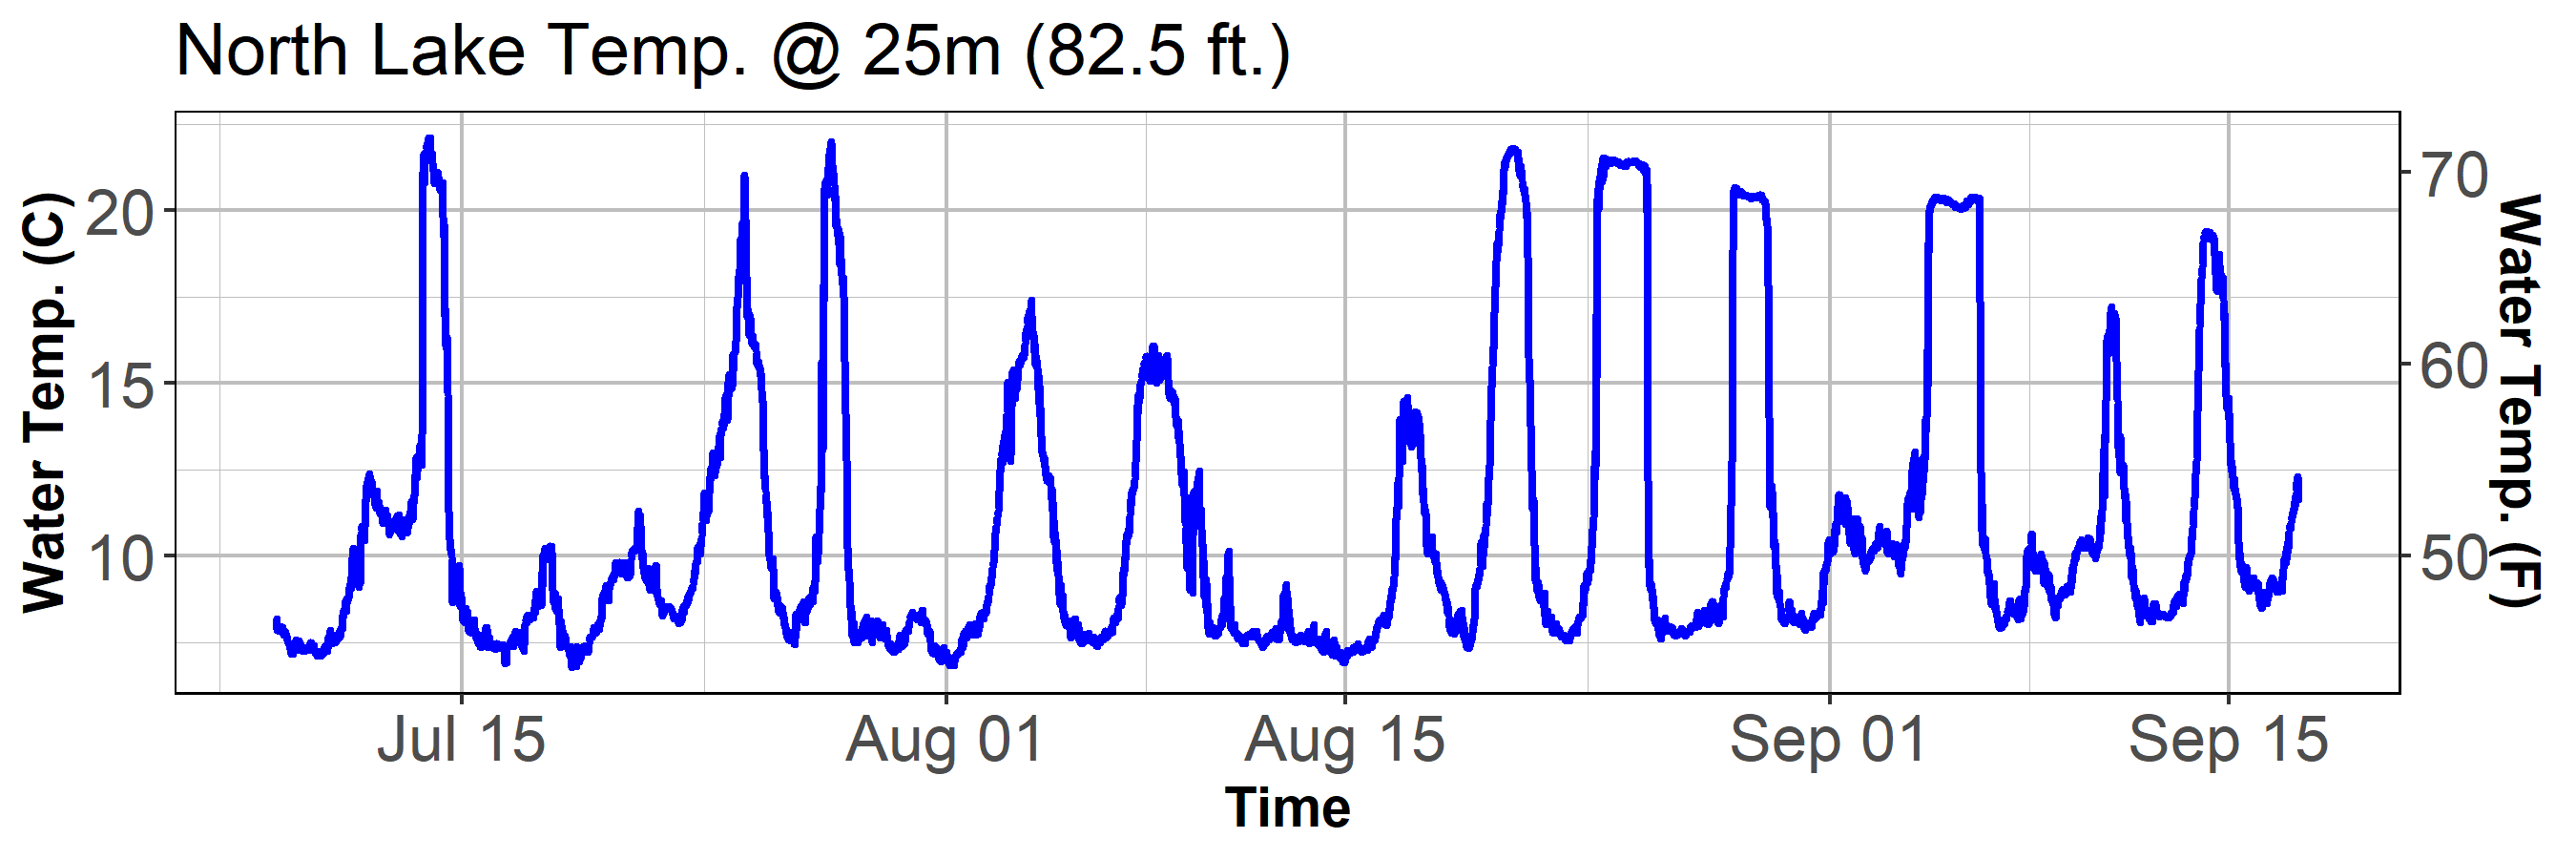 North Lake Temp. @ 25m (82.5 ft.)
Water Temp. (C)
20
15
10
70
60
50
Water Temp. (F)
Jul 15
Aug 01
Aug 15
Sep 01
Sep 15
Time